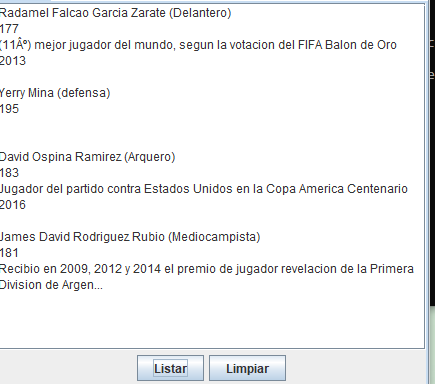 Radamel Falcao Garcia Zarate (Delantero)
177
(11Âº) mejor jugador del mundo, segun la votacion del FIFA Balon de Oro
2013
Yerry Mina (defensa)
195
David Ospina Ramirez (Arquero)
183
Jugador del partido contra Estados Unidos en la Copa America Centenario
2016
James David Rodriguez Rubio (Mediocampista)
181
Recibio en 2009, 2012 y 2014 el premio de jugador revelacion de la Primera
Division de Argen...
Listar Limpiar